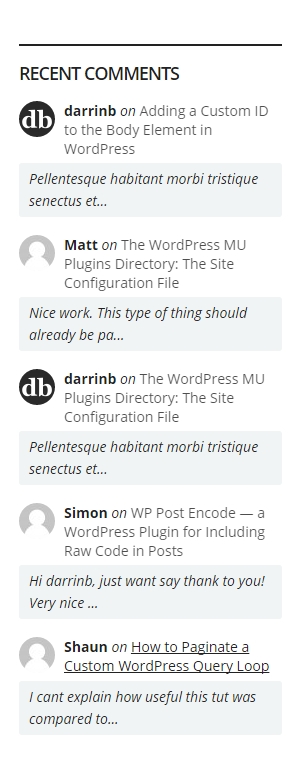 RECENT COMMENTS
db
darrinb on Adding a Custom ID
to the Body Element in
WordPress
Pellentesque habitant morbi tristique
senectus et...
Matt on The WordPress MU
Plugins Directory: The Site
Configuration File
Nice work. This type of thing should
already be pa...
db
darrinb on The WordPress MU
Plugins Directory: The Site
Configuration File
Pellentesque habitant morbi tristique
senectus et...
Simon on WP Post Encode — a
WordPress Plugin for Including
Raw Code in Posts
Hi darrinb, just want say thank to you!
Very nice ...
Shaun on How to Paginate a
Custom WordPress Query Loop
I cant explain how useful this tut was
compared to...